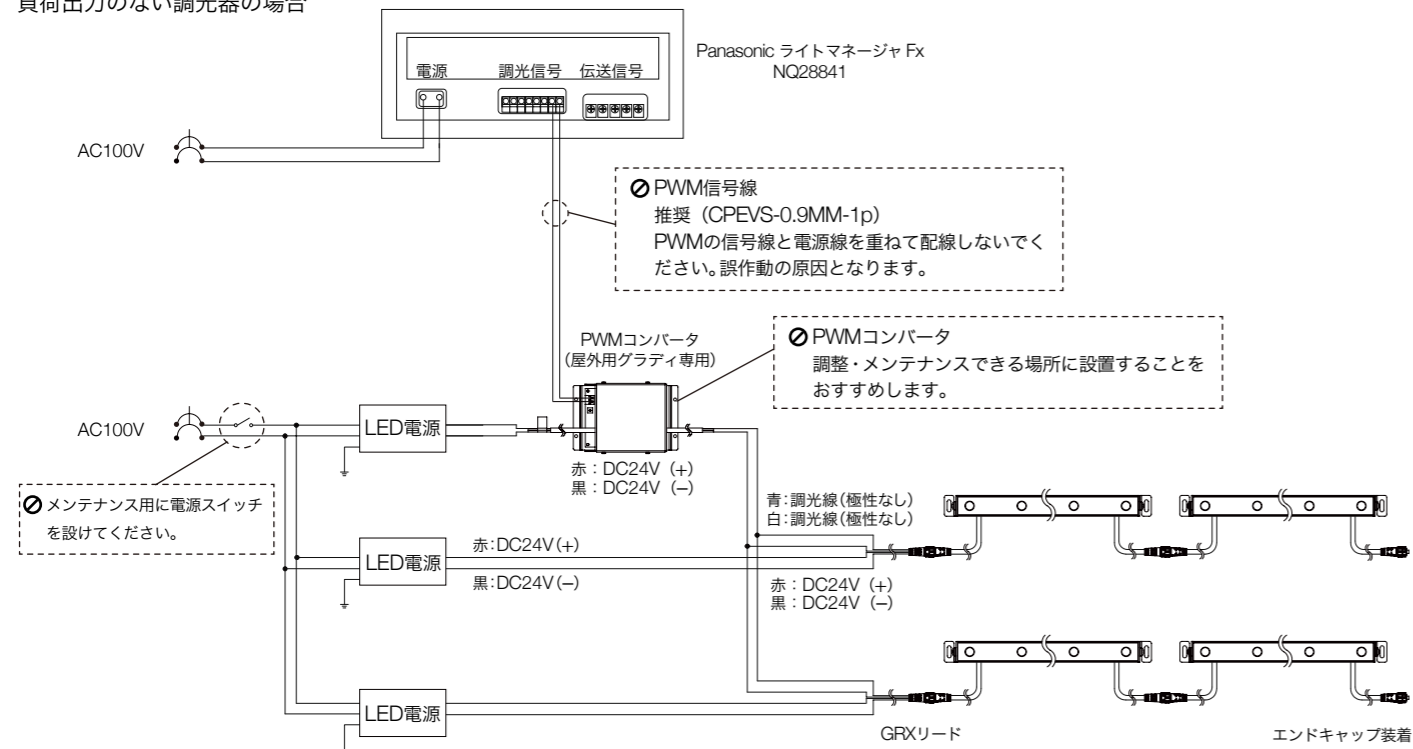 負荷出力のない調光器の場合
Panasonic ライトマネージャ Fx
NQ28841
電源
調光信号
伝送信号
AC100V
PWM信号線
推奨（CPEVS-0.9MM-1p）
PWMの信号線と電源線を重ねて配線しないでく
ださい。誤作動の原因となります。
PWMコンバータ
（屋外用グラディ専用）
PWMコンバータ
調整・メンテナンスできる場所に設置することを
おすすめします。
AC100V
LED電源
赤：DC24V（+）
黒：DC24V（−）
メンテナンス用に電源スイッチ
を設けてください。
青：調光線（極性なし）
白：調光線（極性なし）
LED電源
赤：DC24V（+）
黒：DC24V（−）
赤：DC24V（+）
黒：DC24V（−）
LED電源
GRXリード
エンドキャップ装着